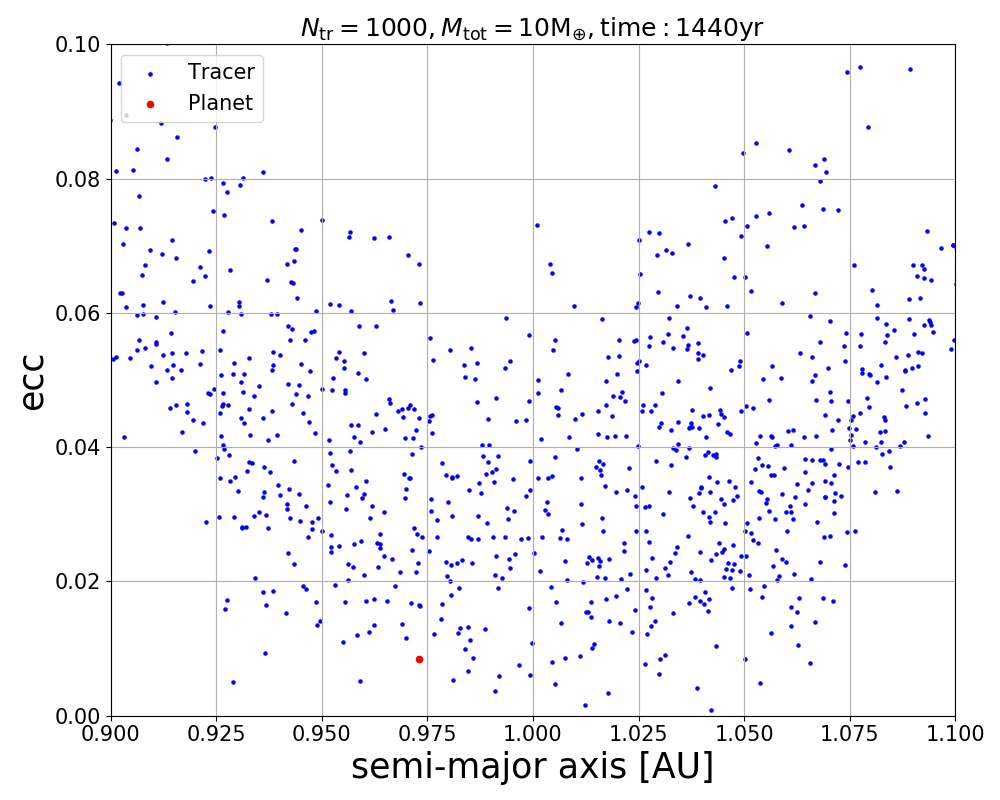 N_tr = 1000, M_tot = 10M_⊕, time : 1440yr
Tracer
Planet
ecc
0.10
0.08
0.06
0.04
0.02
0.00
0.900 0.925 0.950 0.975 1.000 1.025 1.050 1.075 1.100
semi-major axis [AU]